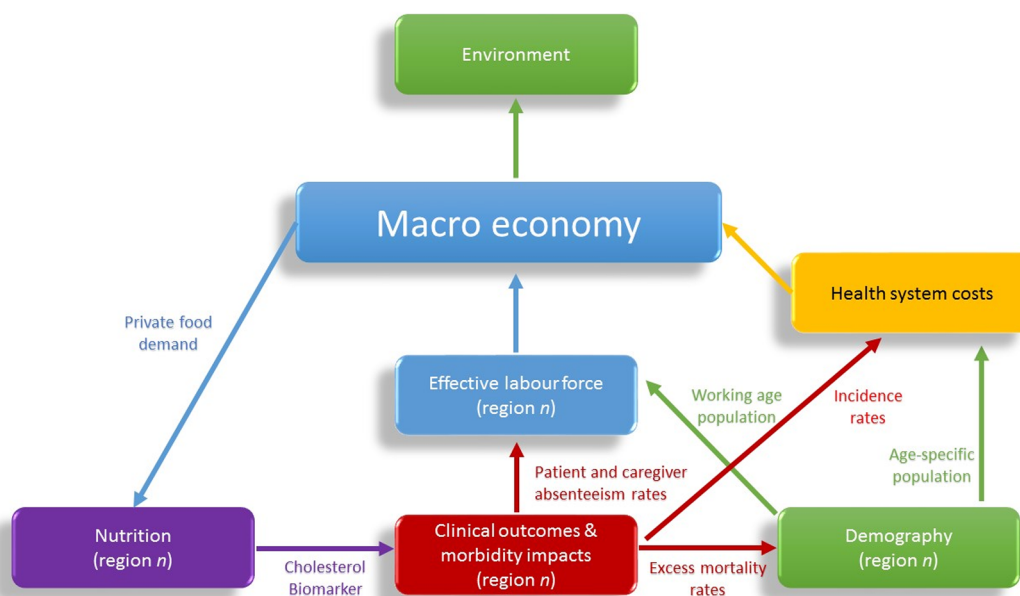 Environment
Macro economy
Health system costs
Private food
demand
Effective labour force
(region n)
Working age
population
Incidence
rates
Age-specific
population
Patient and caregiver
absenteeism rates
Nutrition
(region n)
Cholesterol
Biomarker
Clinical outcomes &
morbidity impacts
(region n)
Excess mortality
rates
Demography
(region n)